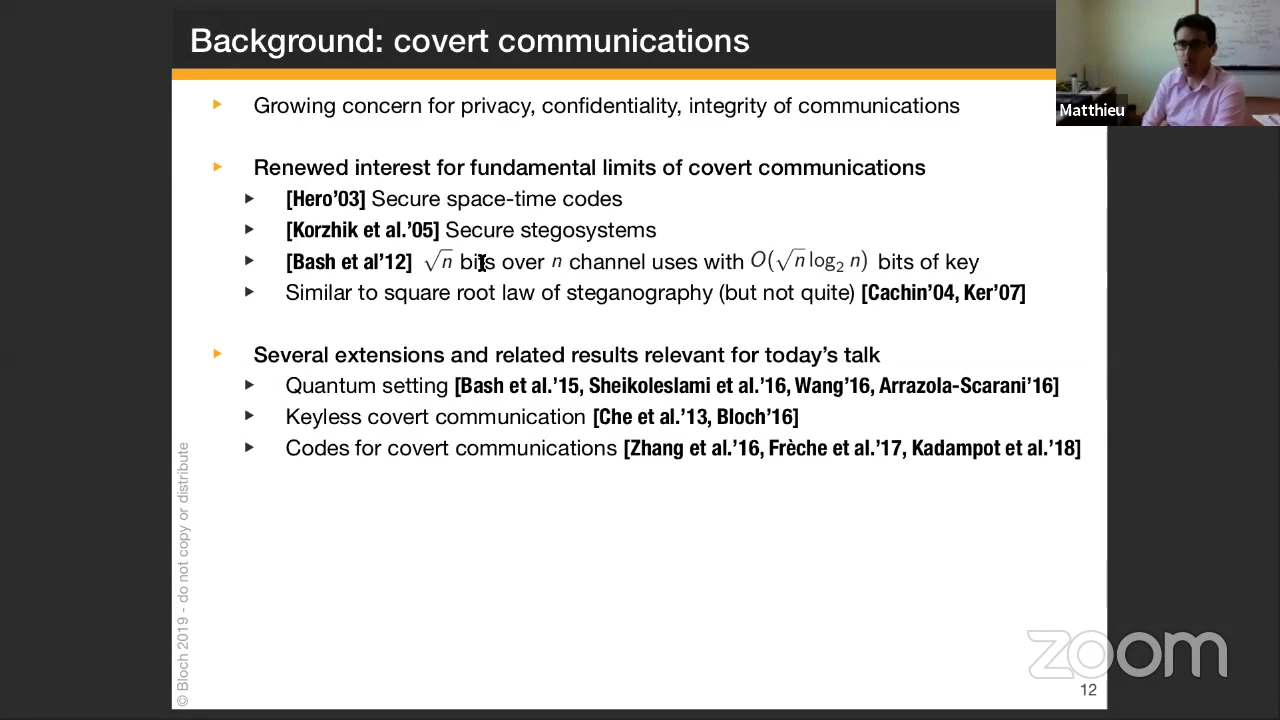 Background: covert communications
Matthieu
► Growing concern for privacy, confidentiality, integrity of communications
► Renewed interest for fundamental limits of covert communications
► [Hero’03] Secure space-time codes
► [Korzhik et al.’05] Secure stegosystems
► [Bash et al’12] √n bits over n channel uses with O(√n log₂ n) bits of key
► Similar to square root law of steganography (but not quite) [Cachin’04, Ker’07]
► Several extensions and related results relevant for today’s talk
► Quantum setting [Bash et al.’15, Sheikoleslami et al.’16, Wang’16, Arrazola-Scarani’16]
► Keyless covert communication [Che et al.’13, Bloch’16]
► Codes for covert communications [Zhang et al.’16, Frèche et al.’17, Kadampot et al.’18]
© Bloch 2019 - do not copy or distribute
zoom
12